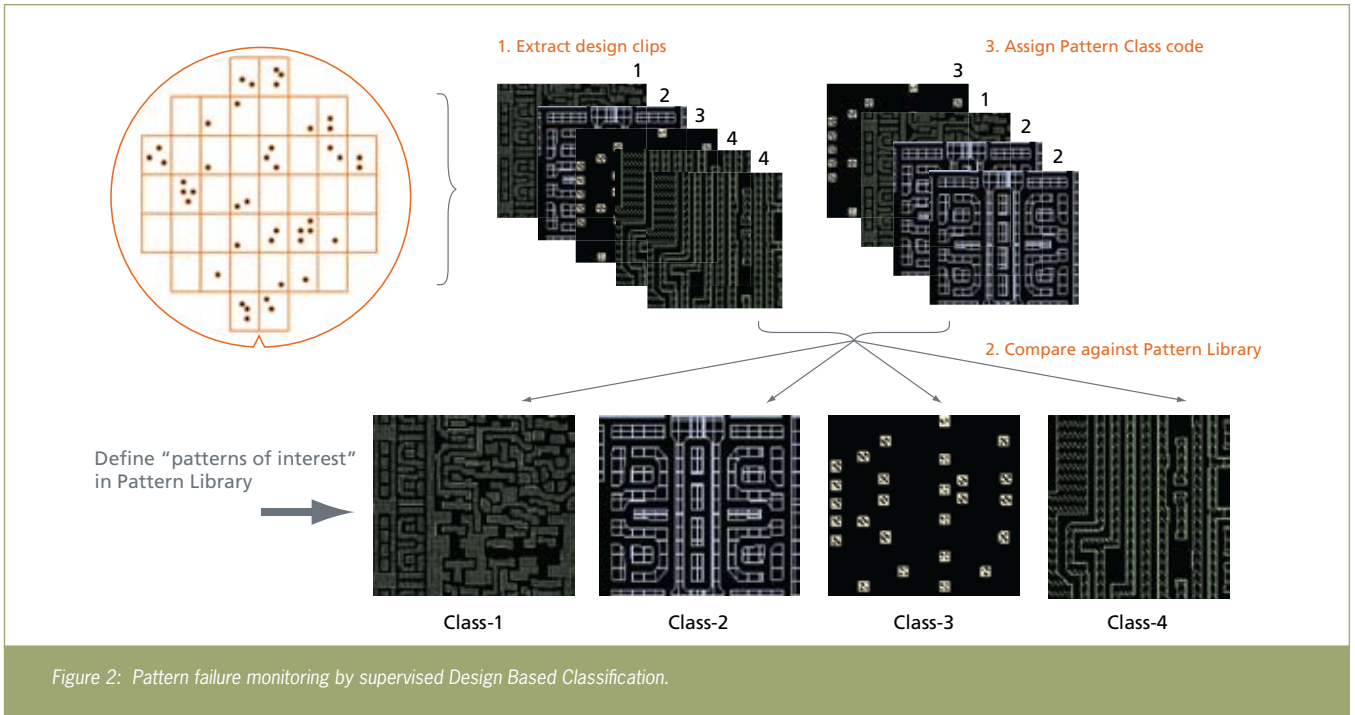 1. Extract design clips
3. Assign Pattern Class code
1
2
3
4
4
3
1
2
2
2. Compare against Pattern Library
Define “patterns of interest”
in Pattern Library
Class-1
Class-2
Class-3
Class-4
Figure 2:  Pattern failure monitoring by supervised Design Based Classification.